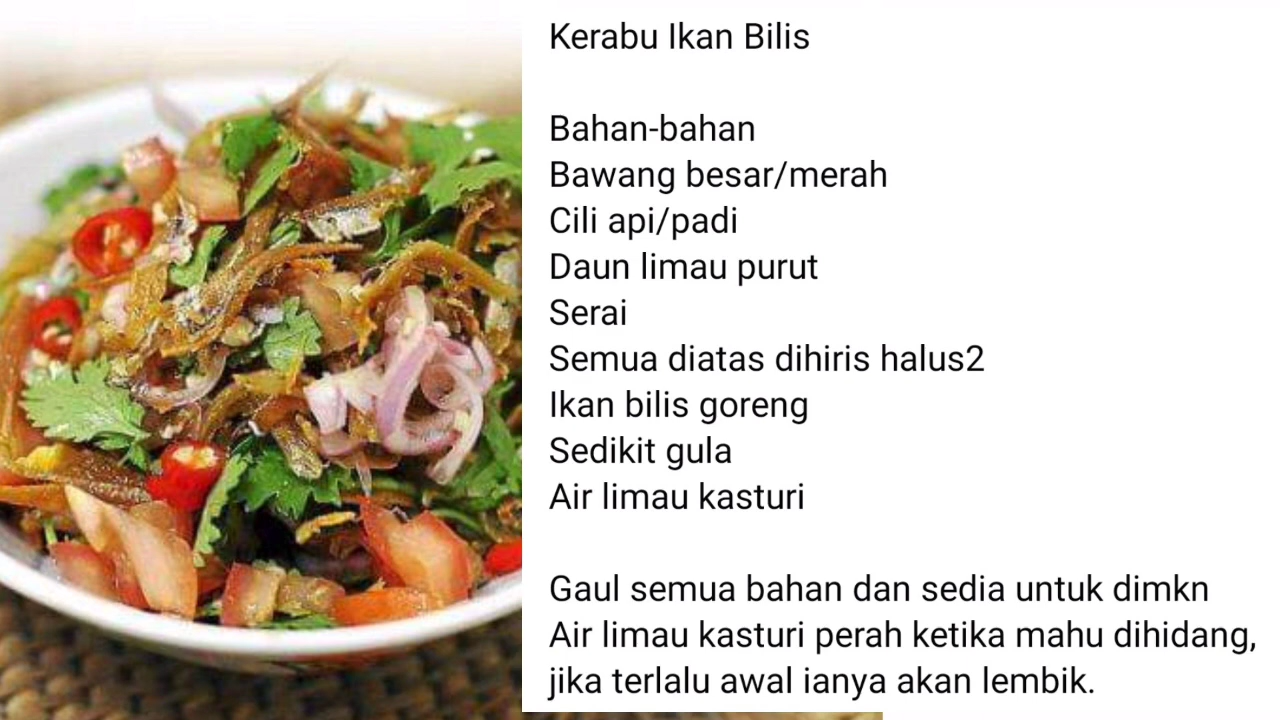 Kerabu Ikan Bilis
Bahan-bahan
Bawang besar/merah
Cili api/padi
Daun limau purut
Serai
Semua diatas dihiris halus2
Ikan bilis goreng
Sedikit gula
Air limau kasturi
Gaul semua bahan dan sedia untuk dimkn
Air limau kasturi perah ketika mahu dihidang,
jika terlalu awal ianya akan lembik.